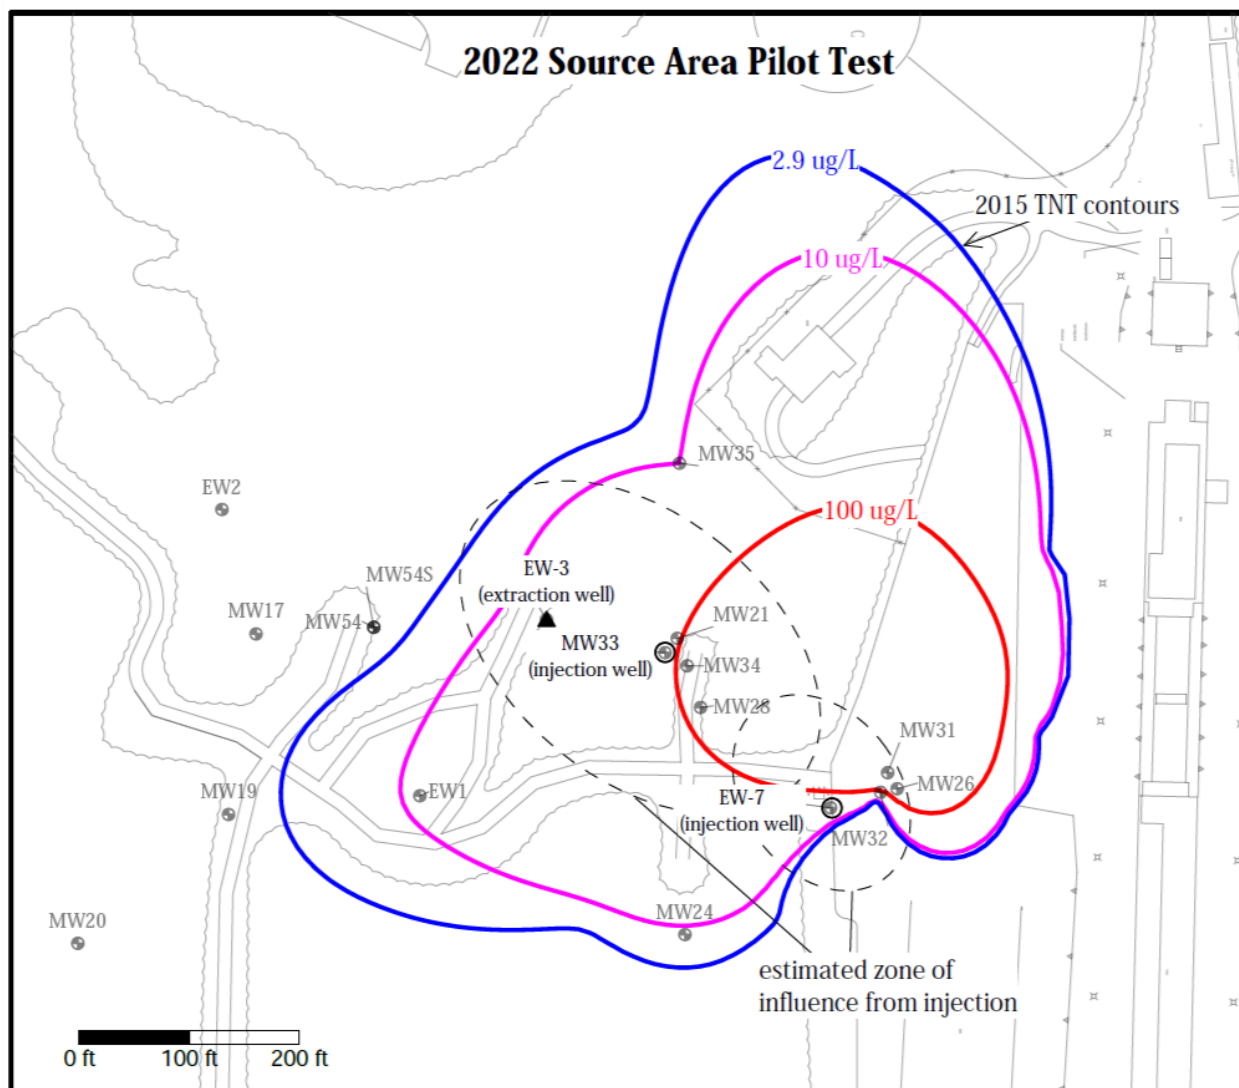 2022 Source Area Pilot Test
2.9 ug/L
2015 TNT contours
10 ug/L
MW35
EW2
100 ug/L
EW-3
(extraction well)
MW54S
MW17
MW54
MW21
MW33
(injection well)
MW34
MW28
MW31
MW26
MW19
EW1
EW-7
(injection well)
MW32
MW24
MW20
estimated zone of
influence from injection
0 ft
100 ft
200 ft